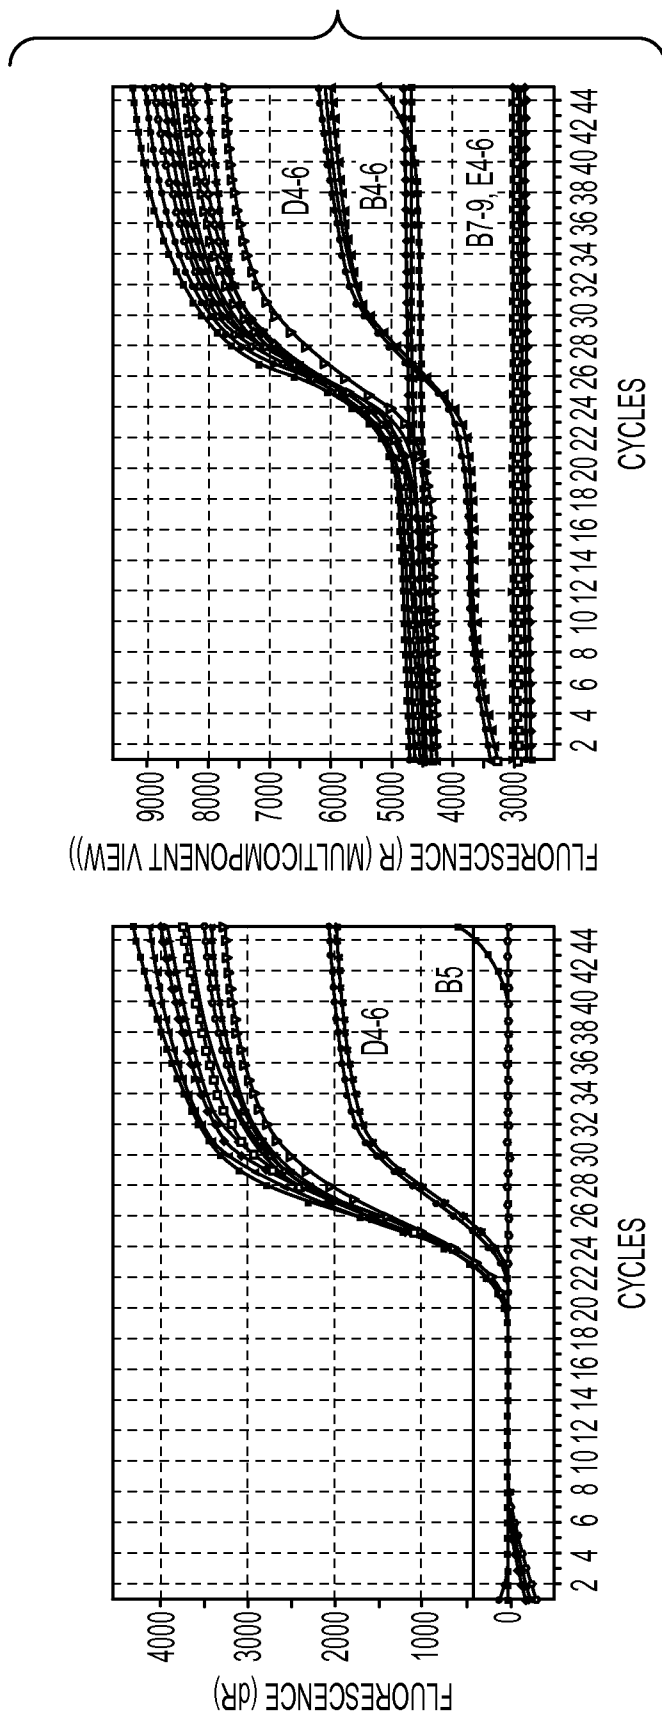 FLUORESCENCE (dR)
4000
3000
2000
1000
0
D4-6
B5
2 4 6 8 10 12 14 16 18 20 22 24 26 28 30 32 34 36 38 40 42 44
CYCLES
FLUORESCENCE (R (MULTICOMPONENT VIEW))
9000
8000
7000
6000
5000
4000
3000
D4-6
B4-6
B7-9, E4-6
2 4 6 8 10 12 14 16 18 20 22 24 26 28 30 32 34 36 38 40 42 44
CYCLES